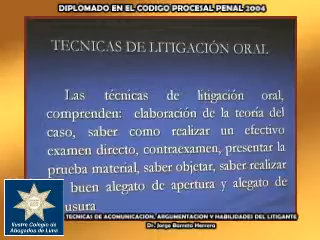 DIPLOMADO EN EL CODIGO PROCESAL PENAL 2004
TECNICAS DE LITIGACIÓN ORAL
Las técnicas de litigación oral,
comprenden: elaboración de la teoría del
caso, saber como realizar un efectivo
examen directo, contraexamen, presentar la
prueba material, saber objetar, saber realizar
buen alegato de apertura y alegato de
usura
TECNICAS DE ACOMUNICACION, ARGUMENTACION Y HABILIDADES DEL LITIGANTE
Dr. Jorge Barreto Herrera
Ilustre Colegio de
Abogados de Lima